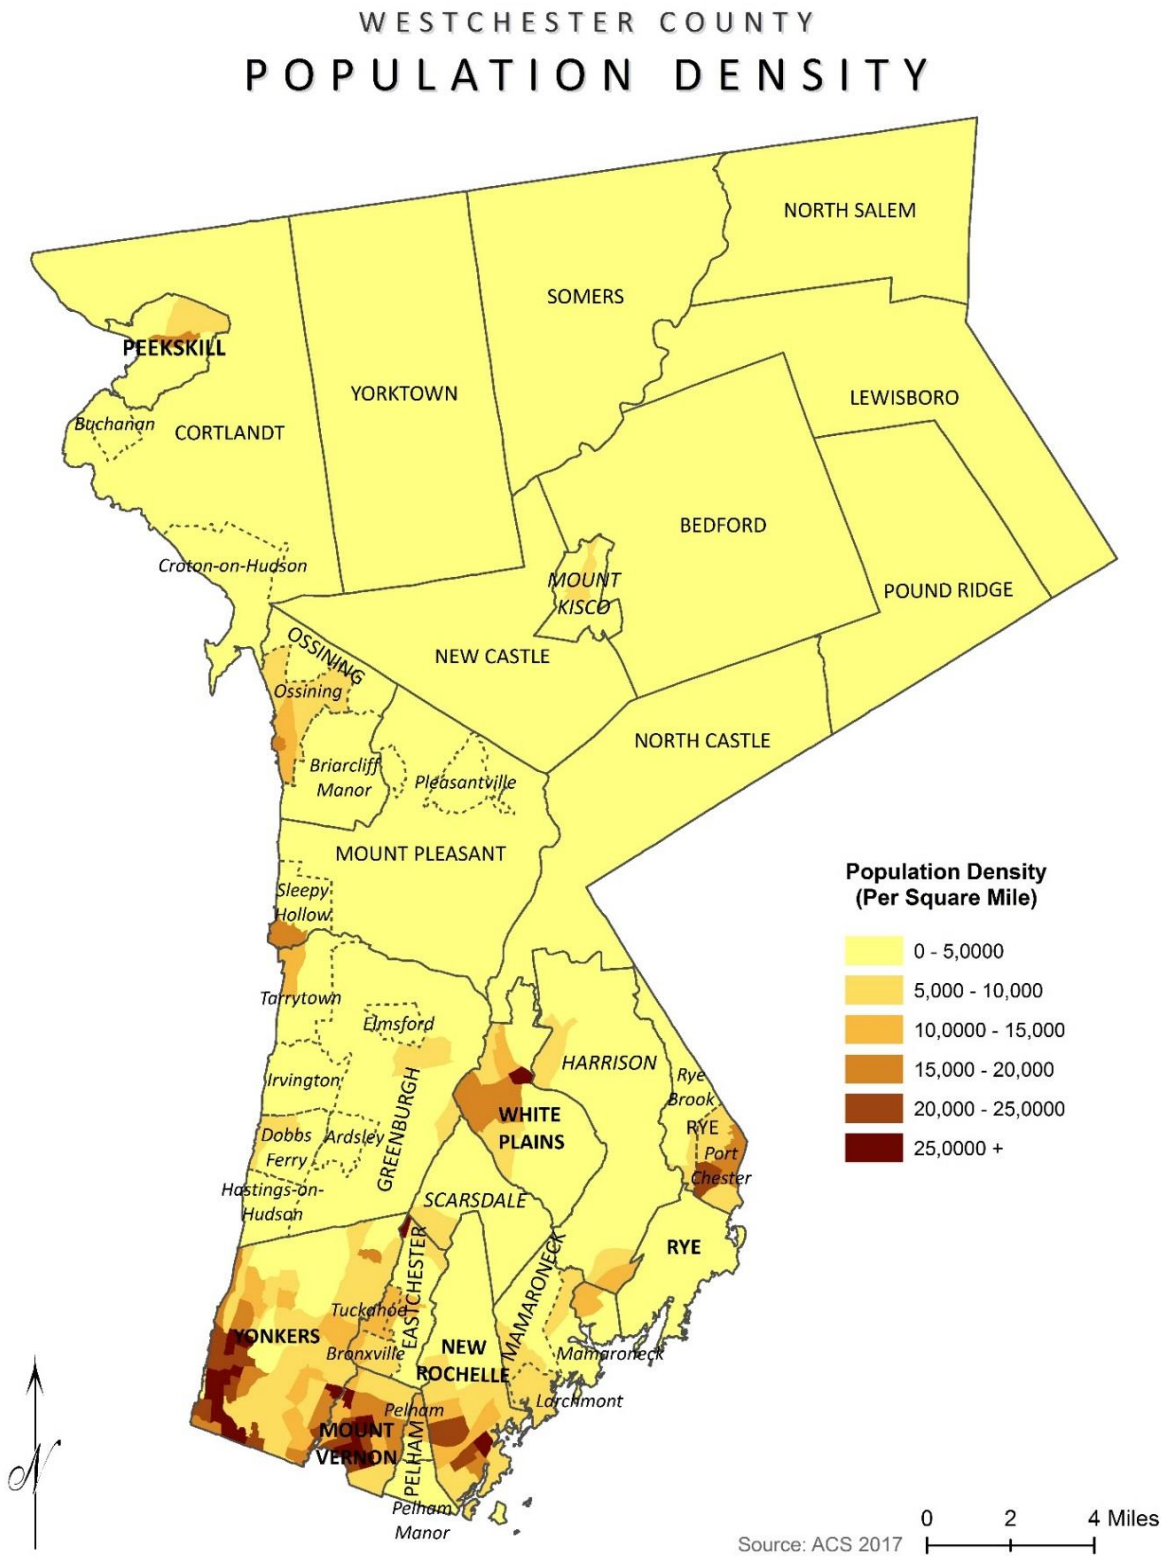 WESTCHESTER COUNTY
POPULATION DENSITY
NORTH SALEM
SOMERS
PEEKSKILL
YORKTOWN
LEWISBORO
Buchanan
CORTLANDT
BEDFORD
Croton-on-Hudson
MOUNT
KISCO
POUND RIDGE
OSSINING
NEW CASTLE
Ossining
NORTH CASTLE
Briarcliff
Manor
Pleasantville
MOUNT PLEASANT
Sleepy
Hollow
Tarrytown
Elmsford
HARRISON
Irvington
GREENBURGH
Rye
Brook
WHITE
PLAINS
RYE
Dobbs
Ferry
Ardsley
Port
Chester
Hastings-on-
Hudson
SCARSDALE
RYE
EASTCHESTER
MAMARONECK
Tuckahoe
YONKERS
Bronxville
NEW
ROCHELLE
Mamaroneck
Larchmont
Pelham
MOUNT
VERNON
PELHAM
Pelham
Manor
Population Density
(Per Square Mile)
0 - 5,0000
5,000 - 10,000
10,0000 - 15,000
15,000 - 20,000
20,000 - 25,0000
25,0000 +
N
0 2 4 Miles
Source: ACS 2017